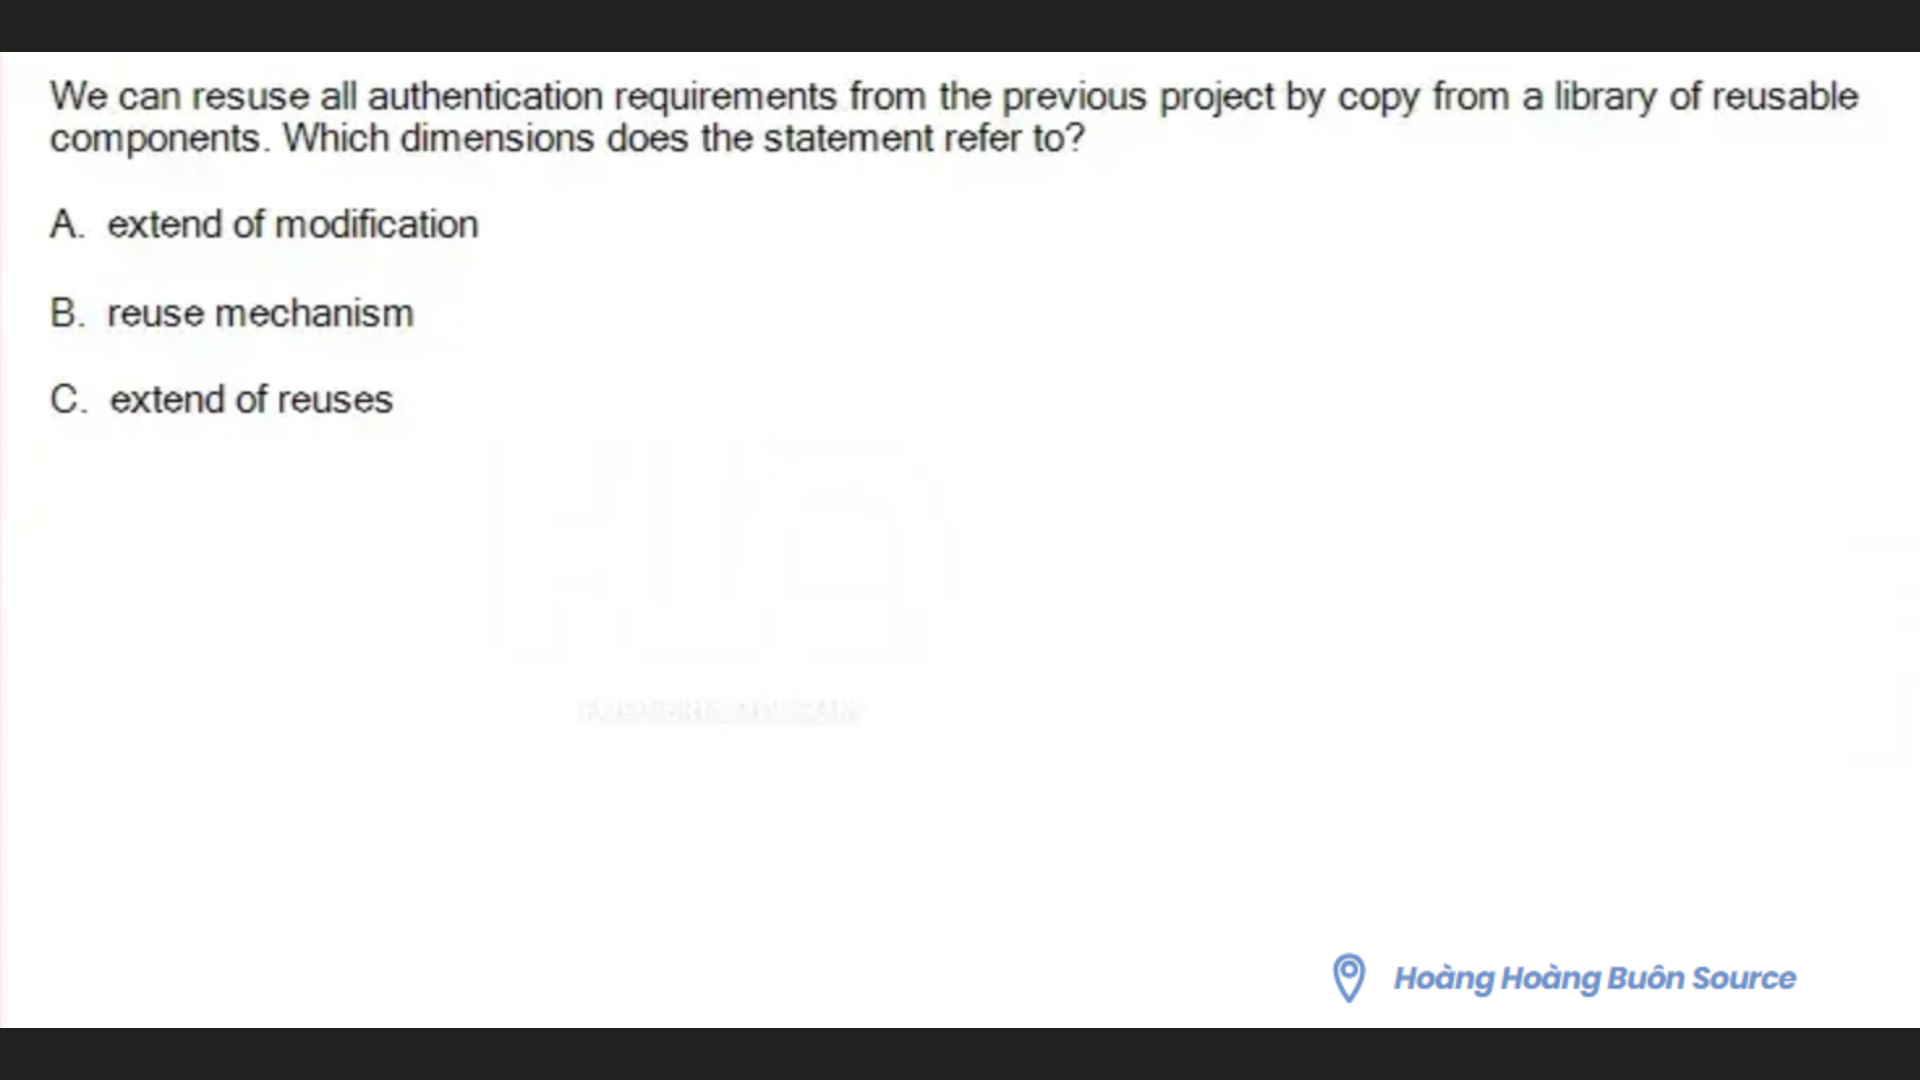 We can resuse all authentication requirements from the previous project by copy from a library of reusable
components. Which dimensions does the statement refer to?
A. extend of modification
B. reuse mechanism
C. extend of reuses
Hoàng Hoàng Buôn Source